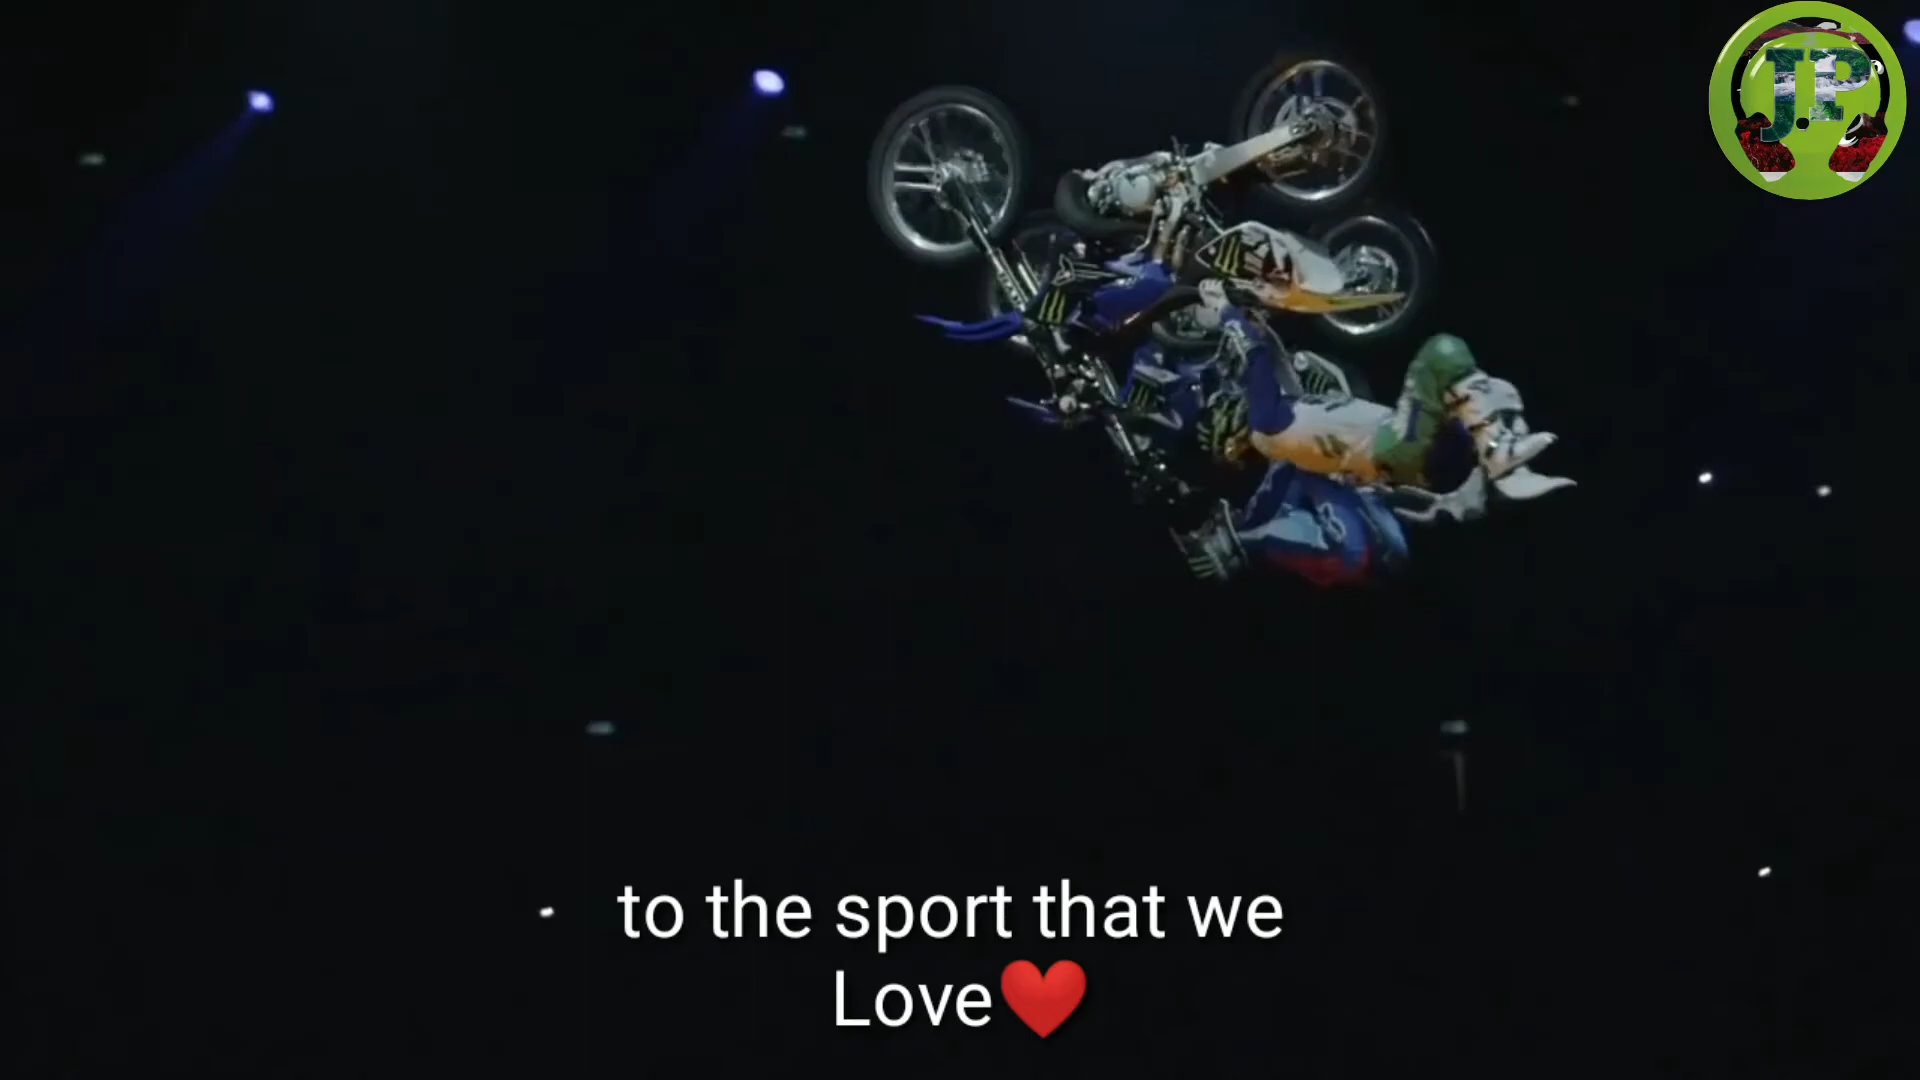 J.P
to the sport that we
Love❤️